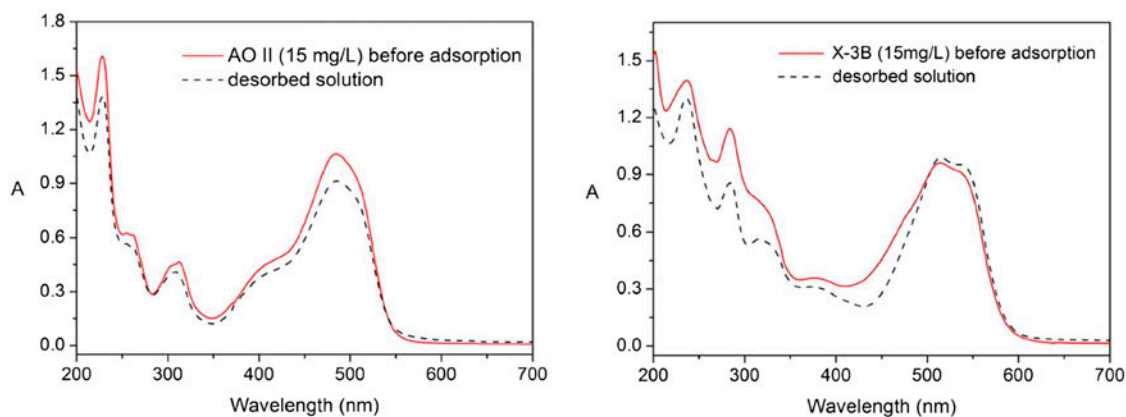 1.8
1.5
1.2
0.9
0.6
0.3
0.0
A
AO II (15 mg/L) before adsorption
desorbed solution
200 300 400 500 600 700
Wavelength (nm)
1.8
1.5
1.2
0.9
0.6
0.3
0.0
A
X-3B (15mg/L) before adsorption
desorbed solution
200 300 400 500 600 700
Wavelength (nm)